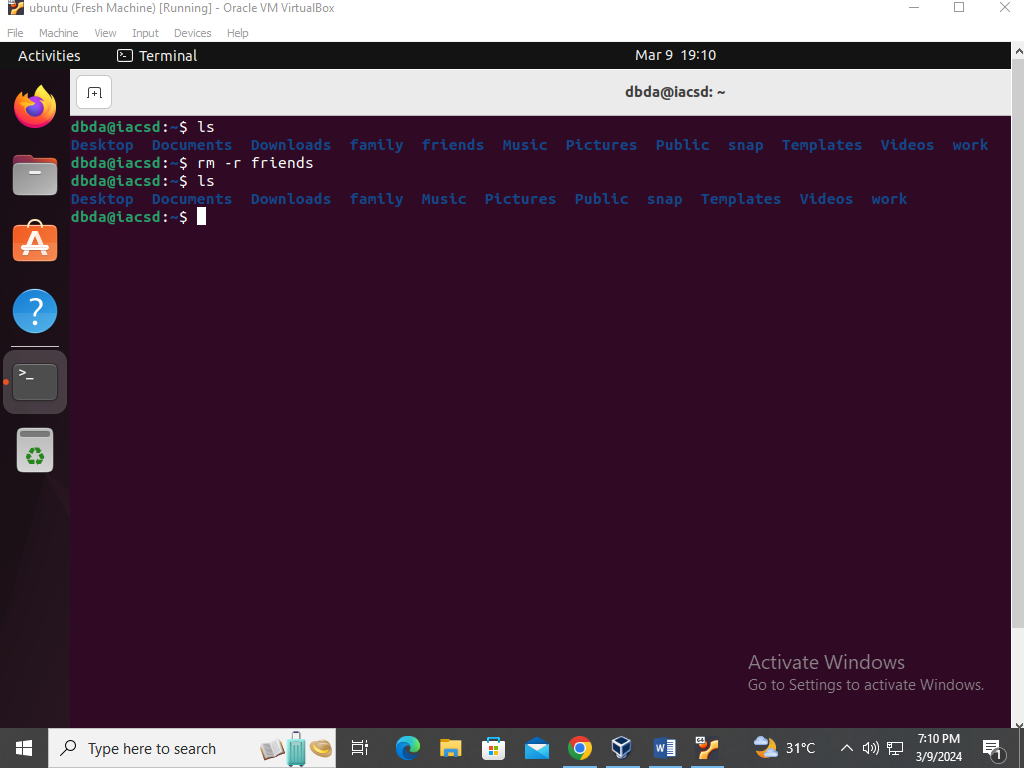 ubuntu (Fresh Machine) [Running] - Oracle VM VirtualBox
File Machine View Input Devices Help
Activities Terminal Mar 9 19:10
dbda@iacsd: ~
dbda@iacsd:~$ ls
Desktop Documents Downloads family friends Music Pictures Public snap Templates Videos work
dbda@iacsd:~$ rm -r friends
dbda@iacsd:~$ ls
Desktop Documents Downloads family Music Pictures Public snap Templates Videos work
dbda@iacsd:~$
Activate Windows
Go to Settings to activate Windows.
Type here to search 31°C 7:10 PM
3/9/2024 1